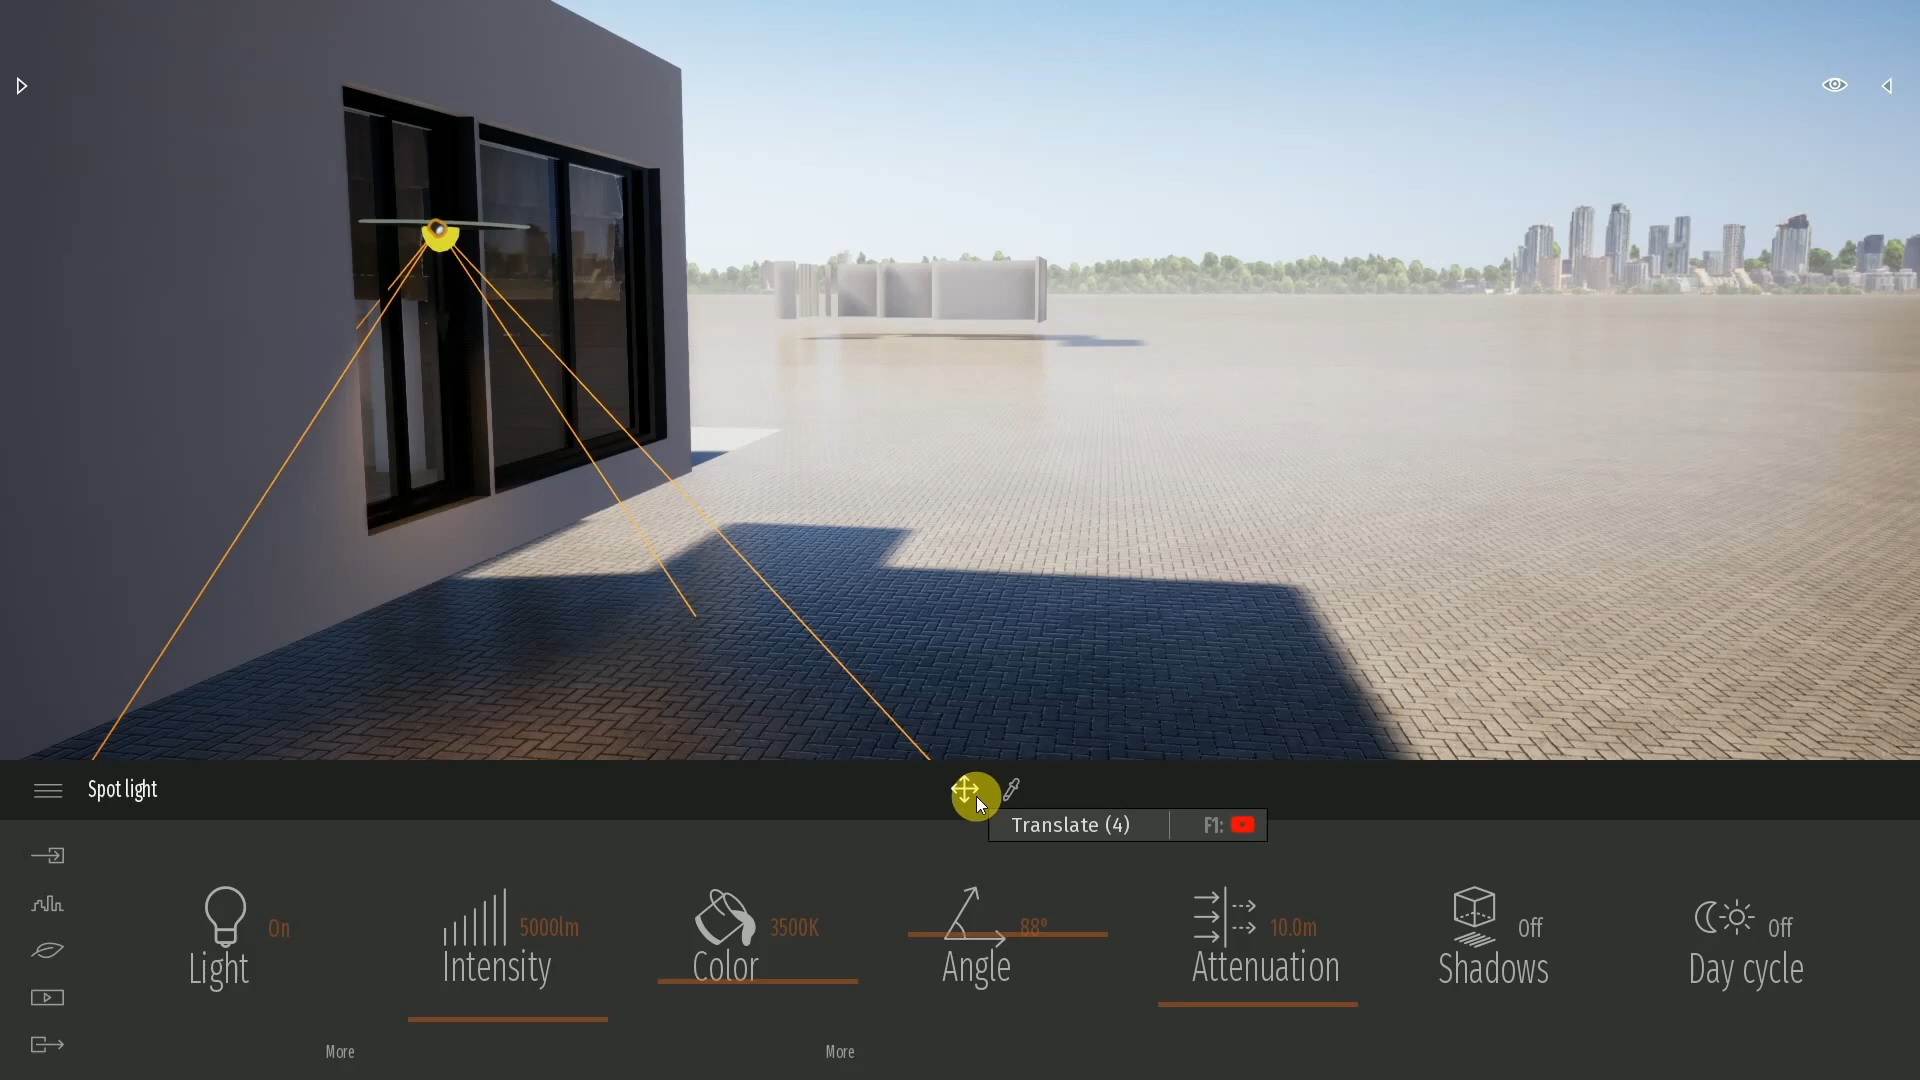 Spot light
Translate (4) F1:
On
5000lm
3500K
88°
10.0m
Off
Off
Light
Intensity
Color
Angle
Attenuation
Shadows
Day cycle
More
More